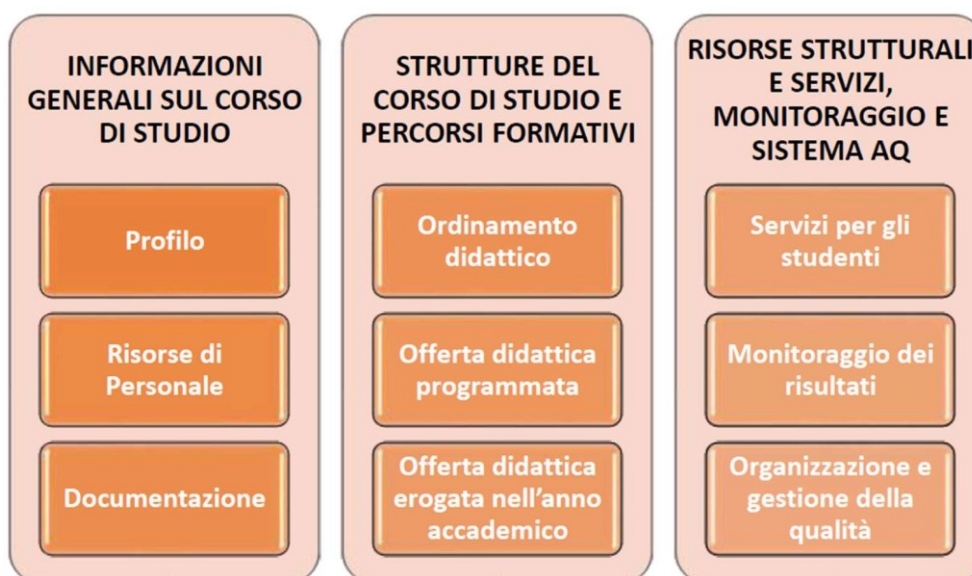 INFORMAZIONI
GENERALI SUL CORSO
DI STUDIO
Profilo
Risorse di
Personale
Documentazione
STRUTTURE DEL
CORSO DI STUDIO E
PERCORSI FORMATIVI
Ordinamento
didattico
Offerta didattica
programmata
Offerta didattica
erogata nell'anno
accademico
RISORSE STRUTTURALI
E SERVIZI,
MONITORAGGIO E
SISTEMA AQ
Servizi per gli
studenti
Monitoraggio dei
risultati
Organizzazione e
gestione della
qualità